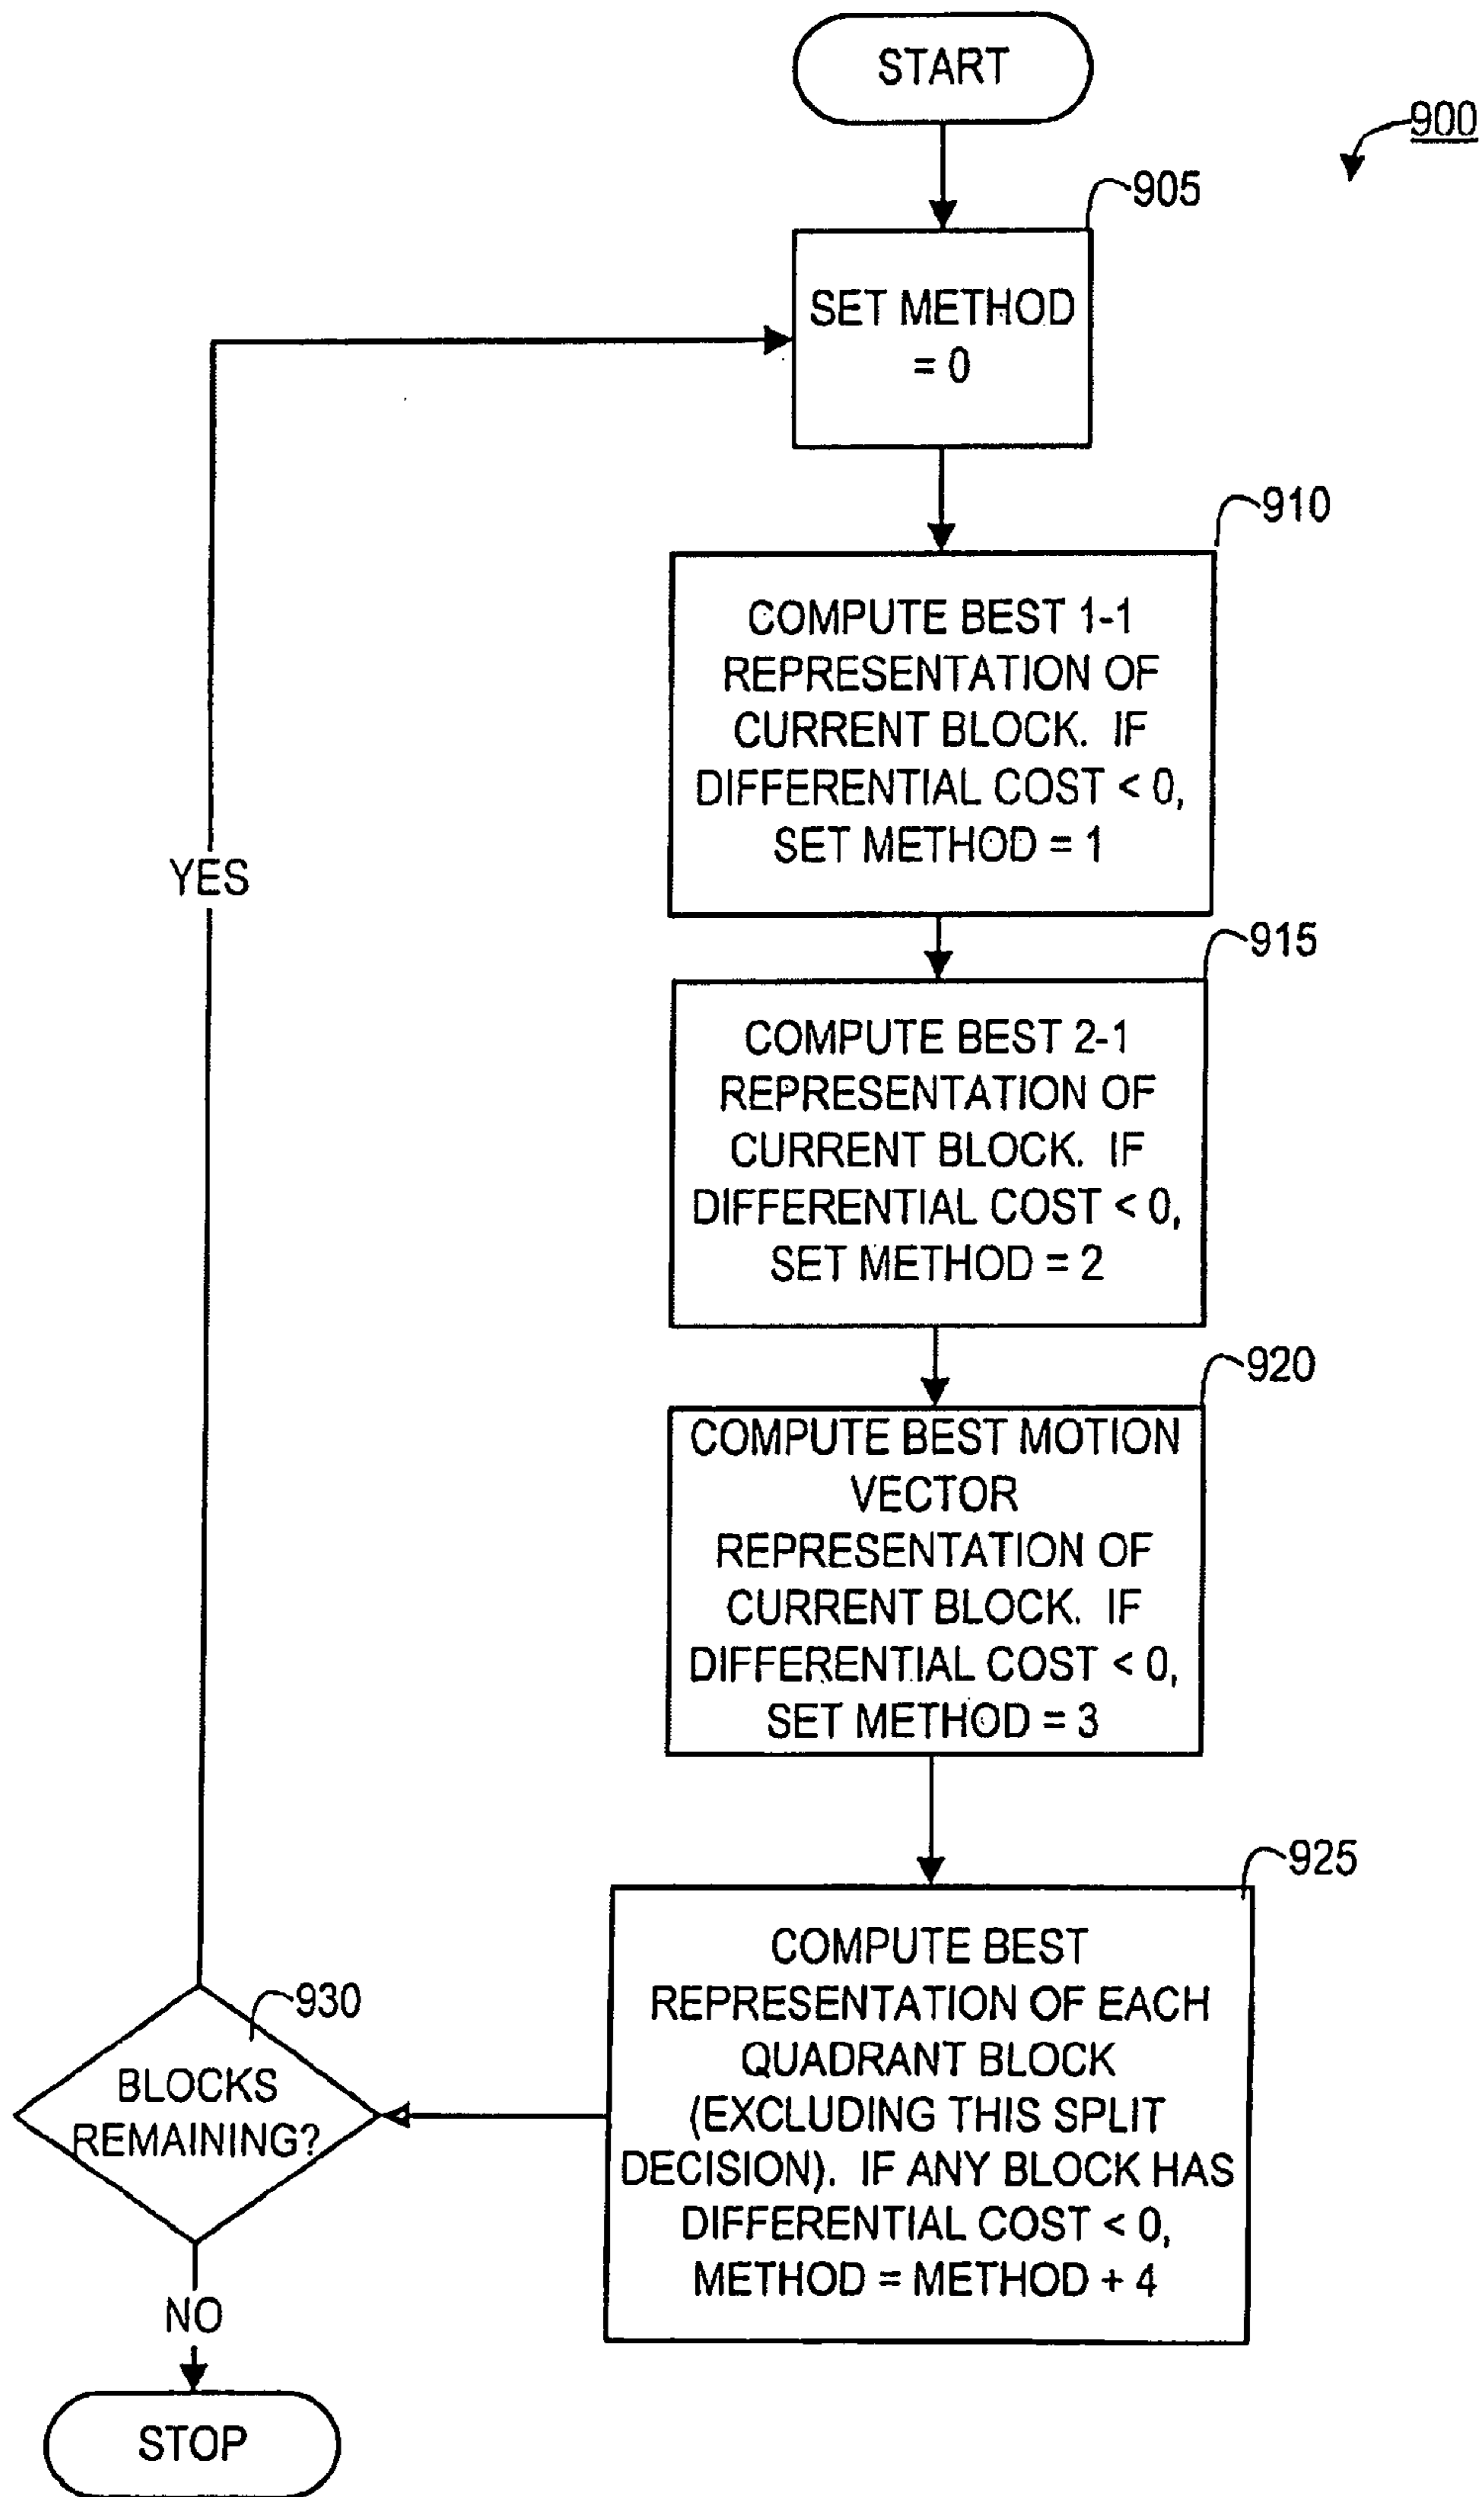 START
900
905
SET METHOD
= 0
910
COMPUTE BEST 1-1
REPRESENTATION OF
CURRENT BLOCK. IF
DIFFERENTIAL COST < 0,
SET METHOD = 1
YES
915
COMPUTE BEST 2-1
REPRESENTATION OF
CURRENT BLOCK. IF
DIFFERENTIAL COST < 0,
SET METHOD = 2
920
COMPUTE BEST MOTION
VECTOR
REPRESENTATION OF
CURRENT BLOCK. IF
DIFFERENTIAL COST < 0,
SET METHOD = 3
925
COMPUTE BEST
REPRESENTATION OF EACH
QUADRANT BLOCK
(EXCLUDING THIS SPLIT
DECISION). IF ANY BLOCK HAS
DIFFERENTIAL COST < 0,
METHOD = METHOD + 4
930
BLOCKS
REMAINING?
NO
STOP